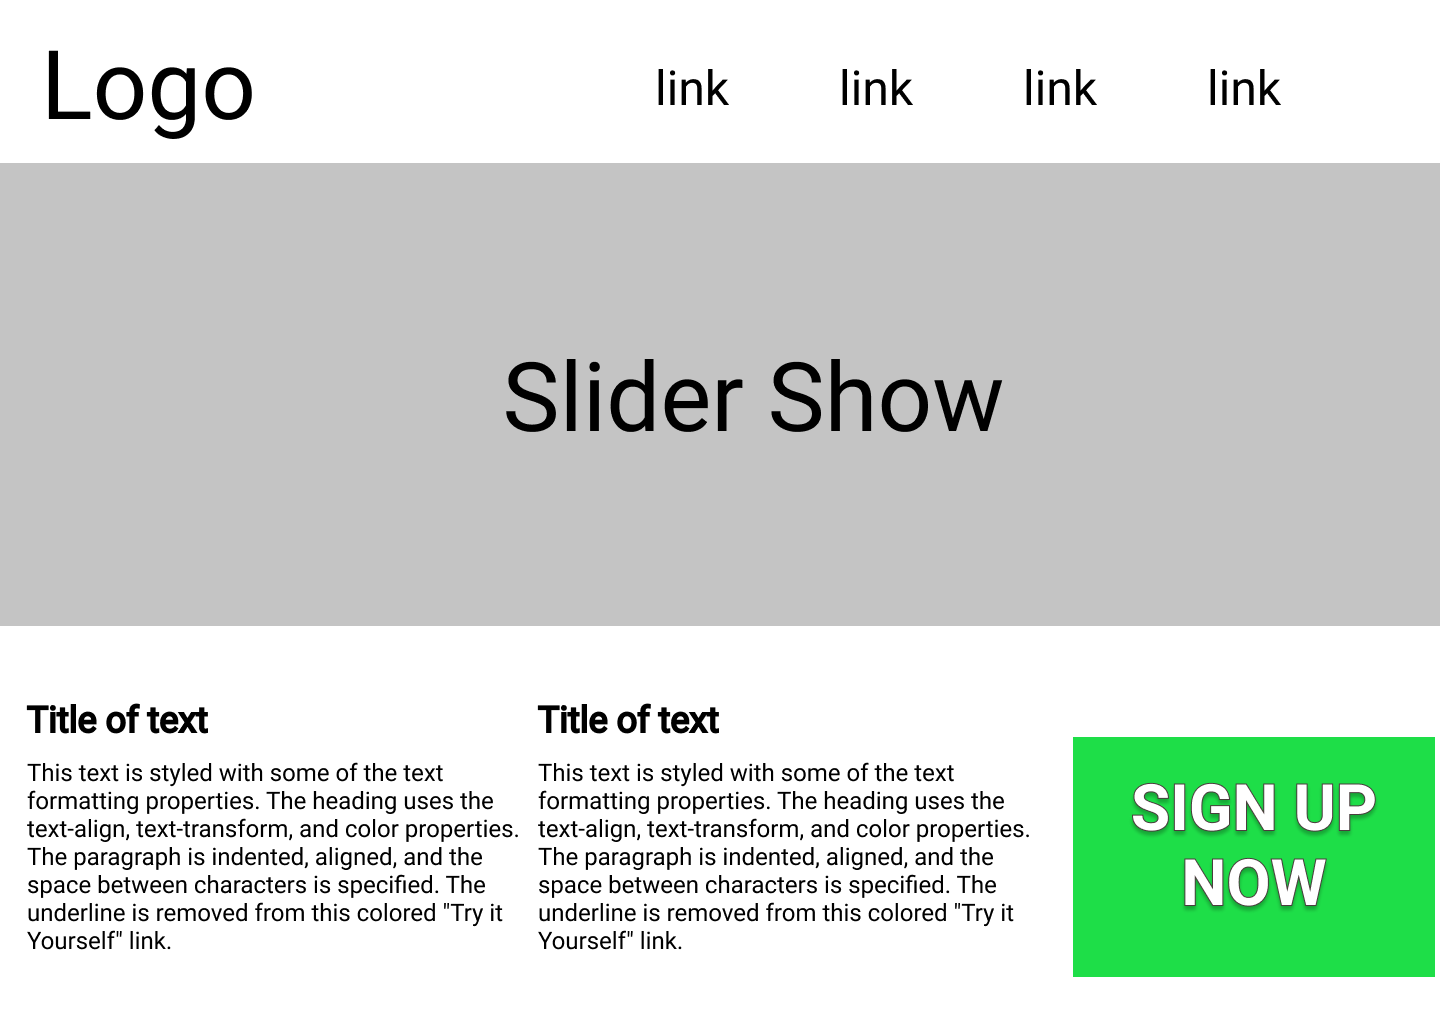 Logo
link link link link
Slider Show
Title of text
This text is styled with some of the text
formatting properties. The heading uses the
text-align, text-transform, and color properties.
The paragraph is indented, aligned, and the
space between characters is specified. The
underline is removed from this colored "Try it
Yourself" link.
Title of text
This text is styled with some of the text
formatting properties. The heading uses the
text-align, text-transform, and color properties.
The paragraph is indented, aligned, and the
space between characters is specified. The
underline is removed from this colored "Try it
Yourself" link.
SIGN UP
NOW